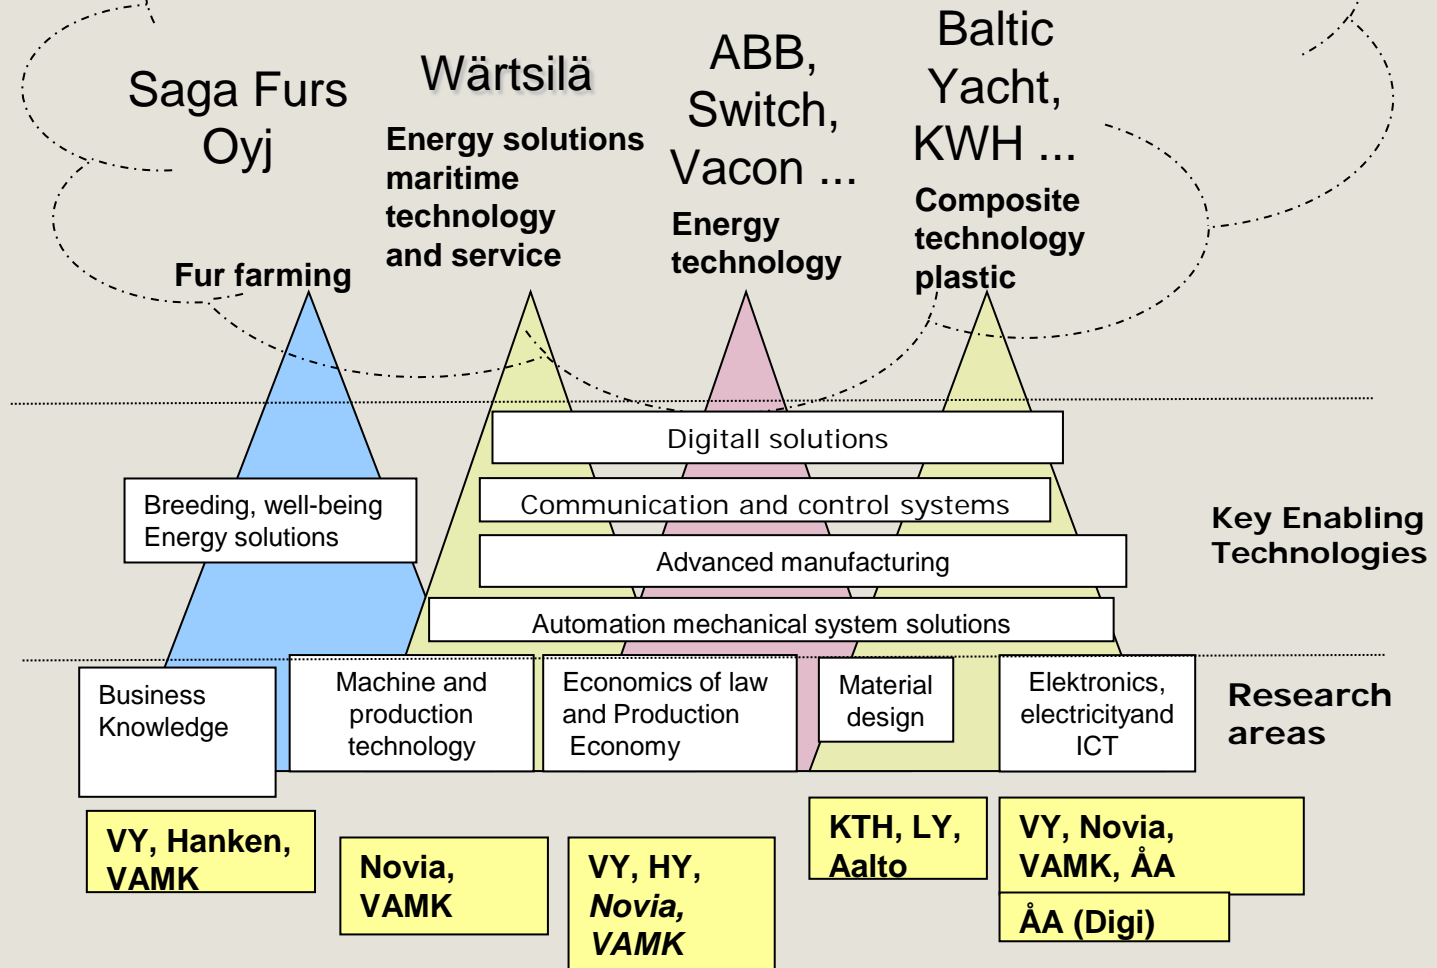 Saga Furs
Oyj
Fur farming
Wärtsilä
Energy solutions
maritime
technology
and service
ABB,
Switch,
Vacon ...
Energy
technology
Baltic
Yacht,
KWH ...
Composite
technology
plastic
Digitall solutions
Communication and control systems
Advanced manufacturing
Automation mechanical system solutions
Breeding, well-being
Energy solutions
Key Enabling
Technologies
Business
Knowledge
Machine and
production
technology
Economics of law
and Production
Economy
Material
design
Elektronics,
electricityand
ICT
Research
areas
VY, Hanken,
VAMK
Novia,
VAMK
VY, HY,
Novia,
VAMK
KTH, LY,
Aalto
VY, Novia,
VAMK, ÅA
ÅA (Digi)